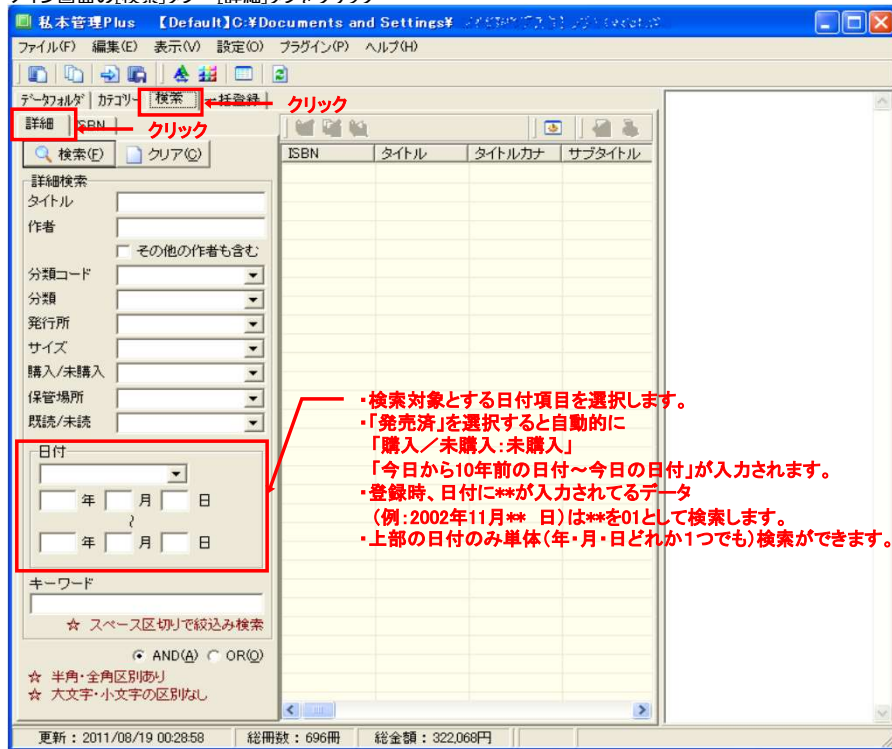 私本管理Plus 【Default】C:¥Documents and Settings¥
ファイル(F) 編集(E) 表示(V) 設定(O) プラグイン(P) ヘルプ(H)
データフォルダ カテゴリー 検索 一括登録 クリック
詳細 ISBN クリック
検索(F) クリア(C)
ISBN タイトル タイトルカナ サブタイトル
詳細検索
タイトル
作者
その他の作者も含む
分類コード
分類
発行所
サイズ
購入/未購入
保管場所
既読/未読
・検索対象とする日付項目を選択します。
・「発売済」を選択すると自動的に
「購入／未購入:未購入」
「今日から10年前の日付～今日の日付」が入力されます。
・登録時、日付に**が入力されてるデータ
(例:2002年11月** 日)は**を01として検索します。
・上部の日付のみ単体(年・月・日どれか１つでも)検索ができます。
日付
年 月 日
～
年 月 日
キーワード
☆ スペース区切りで絞込み検索
AND(A) OR(O)
☆ 半角・全角区別あり
☆ 大文字・小文字の区別なし
更新：2011/08/19 00:28:58 総冊数：696冊 総金額：322,068円